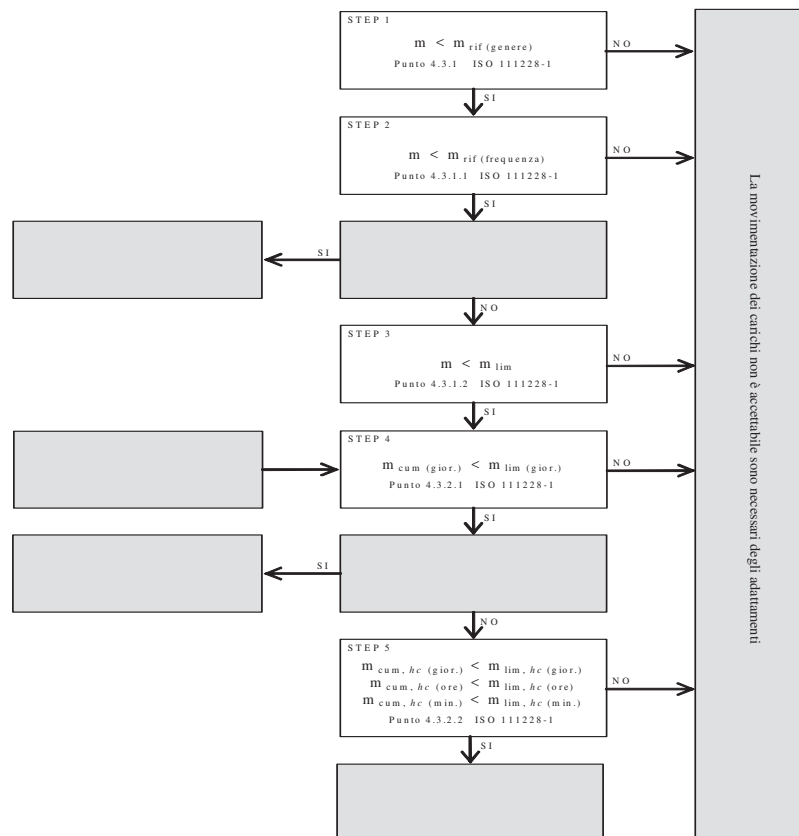 STEP 1
m < m rif (genere)
Punto 4.3.1 ISO 111228-1
NO
SI
STEP 2
m < m rif (frequenza)
Punto 4.3.1.1 ISO 111228-1
NO
SI
SI
NO
STEP 3
m < m lim
Punto 4.3.1.2 ISO 111228-1
NO
SI
STEP 4
m cum (gior.) < m lim (gior.)
Punto 4.3.2.1 ISO 111228-1
NO
SI
SI
NO
STEP 5
m cum, hc (gior.) < m lim, hc (gior.)
m cum, hc (ore) < m lim, hc (ore)
m cum, hc (min.) < m lim, hc (min.)
Punto 4.3.2.2 ISO 111228-1
NO
SI
La movimentazione dei carichi non è accettabile sono necessari degli adattamenti